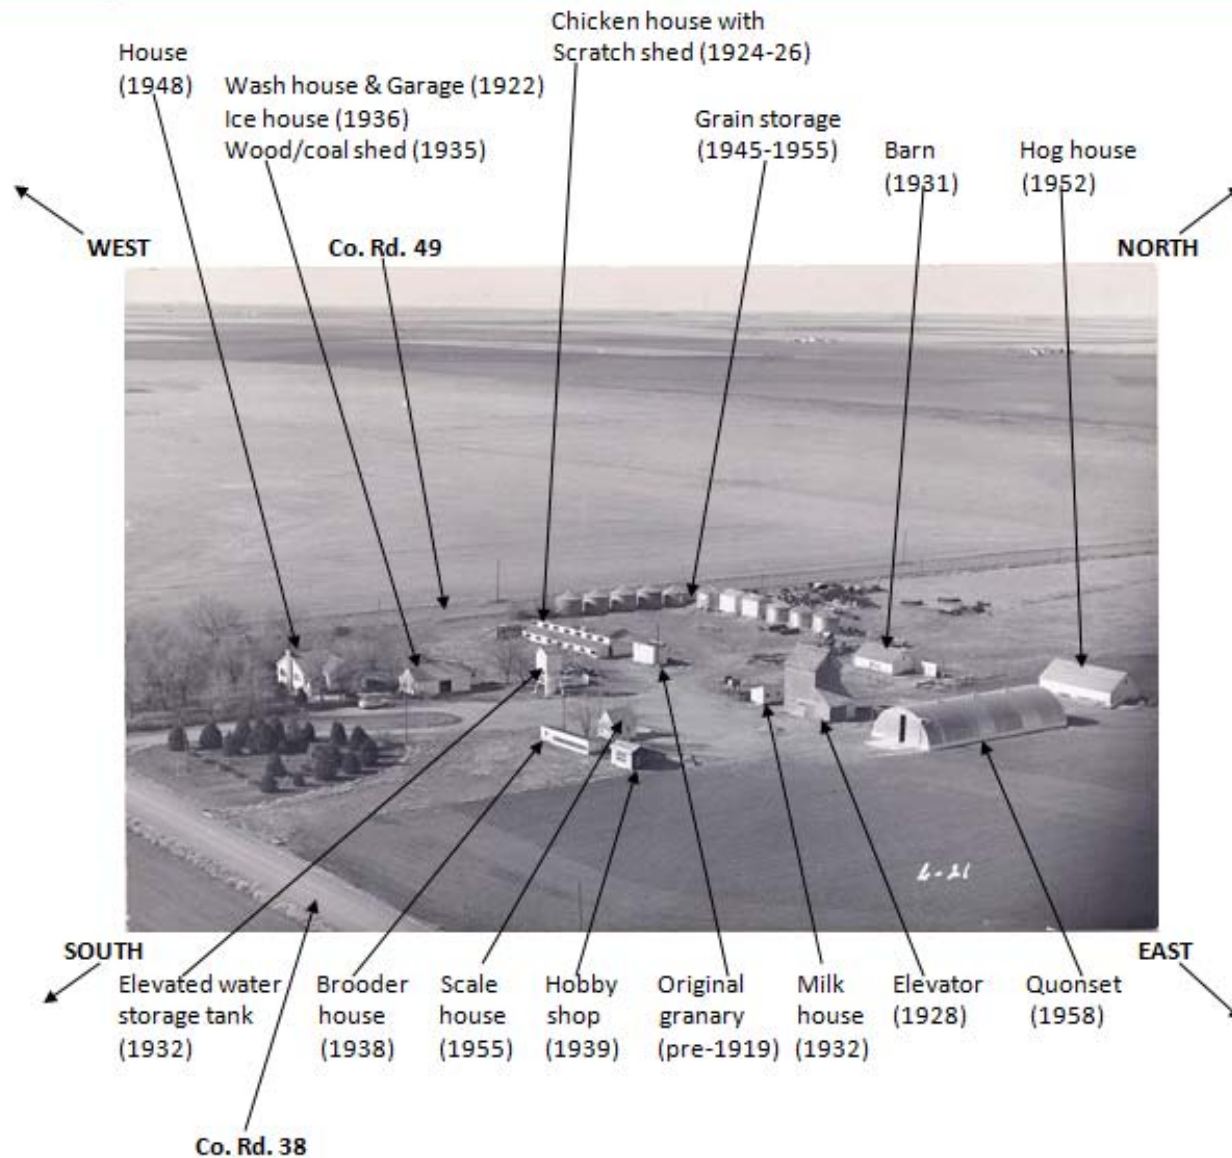 Chicken house with
Scratch shed (1924-26)
House
(1948)
Wash house & Garage (1922)
Ice house (1936)
Wood/coal shed (1935)
Grain storage
(1945-1955)
Barn
(1931)
Hog house
(1952)
WEST
Co. Rd. 49
NORTH
6-21
SOUTH
EAST
Elevated water
storage tank
(1932)
Brooder
house
(1938)
Scale
house
(1955)
Hobby
shop
(1939)
Original
granary
(pre-1919)
Milk
house
(1932)
Elevator
(1928)
Quonset
(1958)
Co. Rd. 38